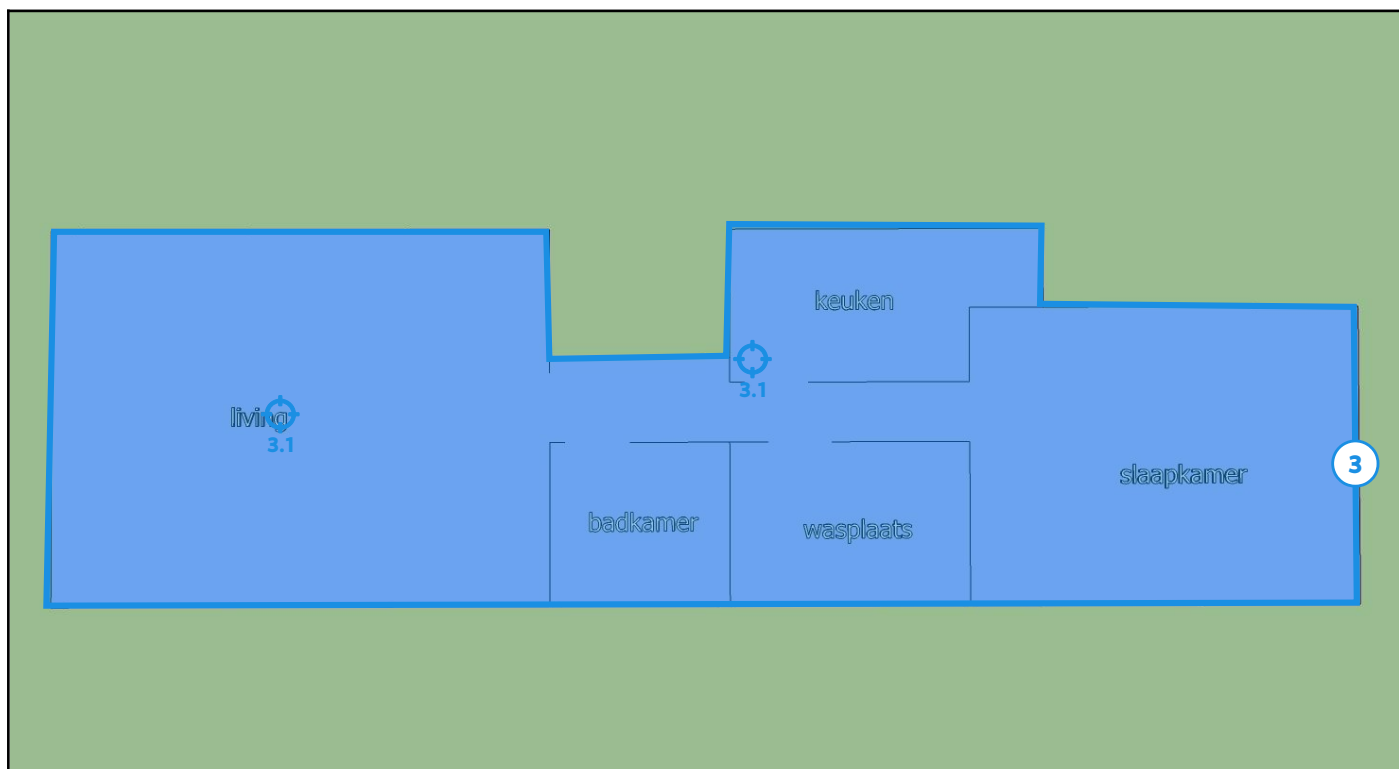 keuken
3.1
living
3.1
3
slaapkamer
badkamer
wasplaats